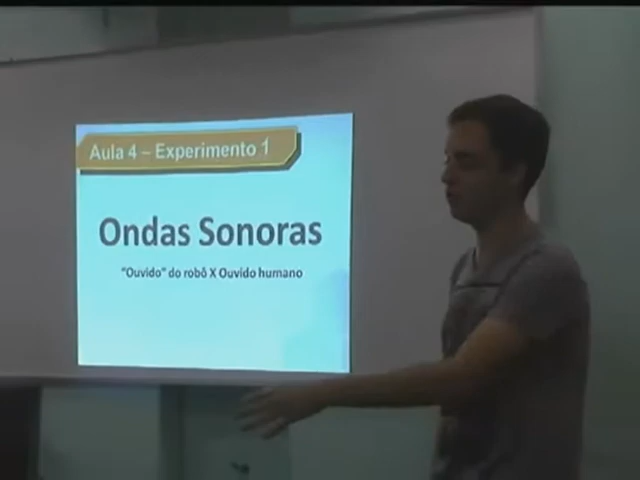 Aula 4 – Experimento 1
Ondas Sonoras
"Ouvido" do robô X Ouvido humano